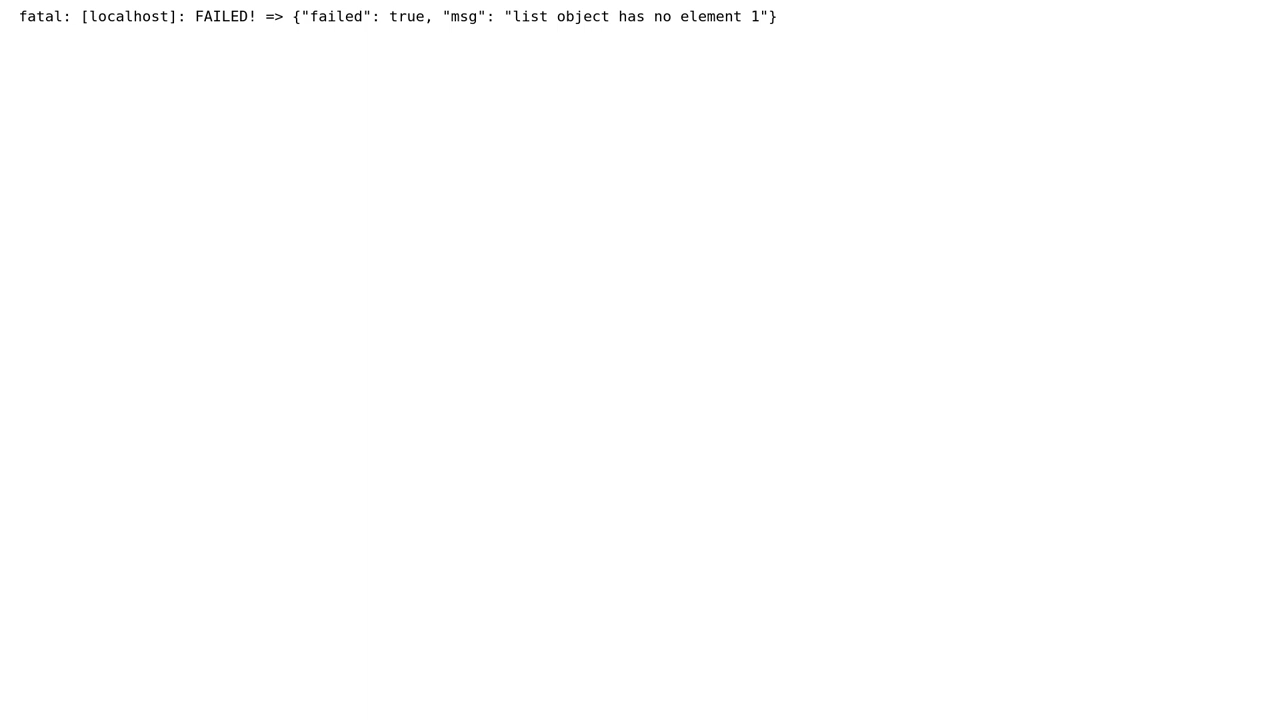 fatal: [localhost]: FAILED! => {"failed": true, "msg": "list object has no element 1"}